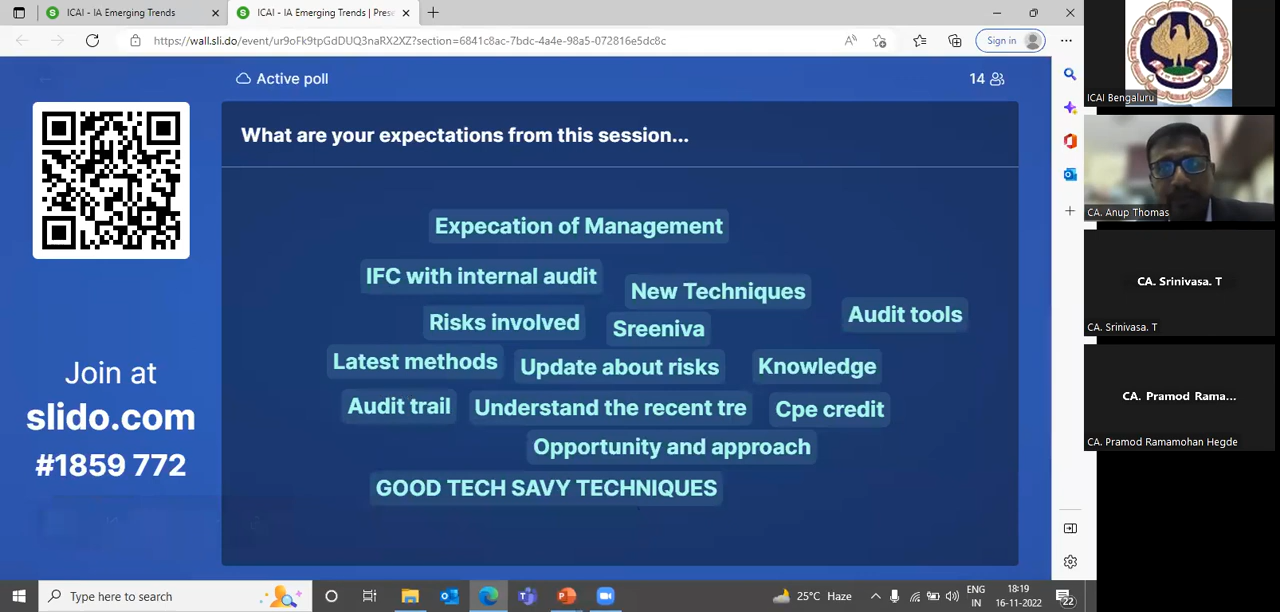 ICAI - IA Emerging Trends
ICAI - IA Emerging Trends | Prese
https://wall.sli.do/event/ur9oFk9tpGdDUQ3naRX2XZ?section=6841c8ac-7bdc-4a4e-98a5-072816e5dc8c
Sign in
Active poll
14
What are your expectations from this session...
Expecation of Management
IFC with internal audit
New Techniques
Audit tools
Risks involved
Sreeniva
Latest methods
Update about risks
Knowledge
Audit trail
Understand the recent tre
Cpe credit
Opportunity and approach
GOOD TECH SAVY TECHNIQUES
Join at
slido.com
#1859 772
ICAI Bengaluru
CA. Anup Thomas
CA. Srinivasa. T
CA. Srinivasa. T
CA. Pramod Rama...
CA. Pramod Ramamohan Hegde
Type here to search
25°C Haze
ENG
IN
18:19
16-11-2022
22